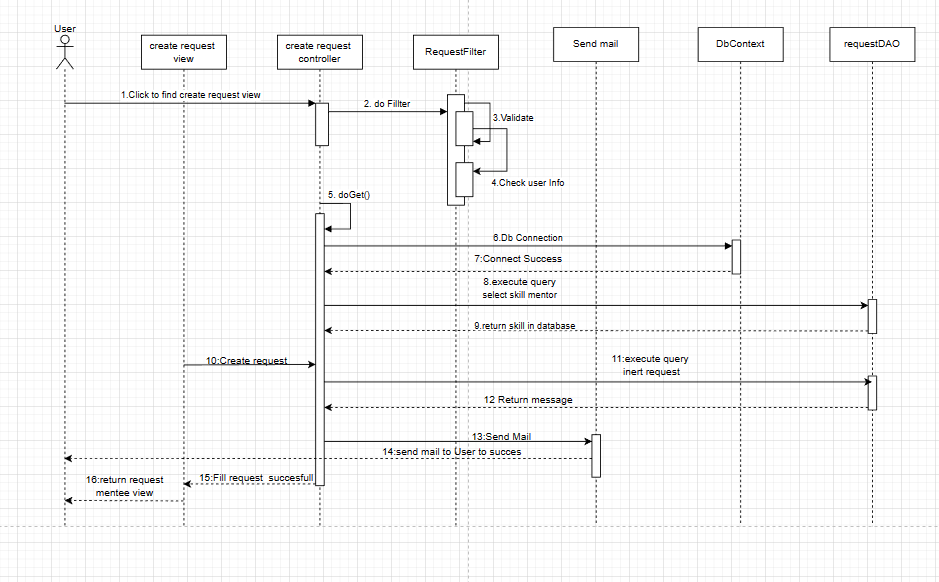 User
create request
view
create request
controller
RequestFilter
Send mail
DbContext
requestDAO
1.Click to find create request view
2. do Fillter
3.Validate
4.Check user Info
5. doGet()
6.Db Connection
7:Connect Success
8.execute query
select skill mentor
9.return skill in database
10:Create request
11:execute query
inert request
12 Return message
13:Send Mail
14:send mail to User to succes
15:Fill request succesfull
16:return request
mentee view